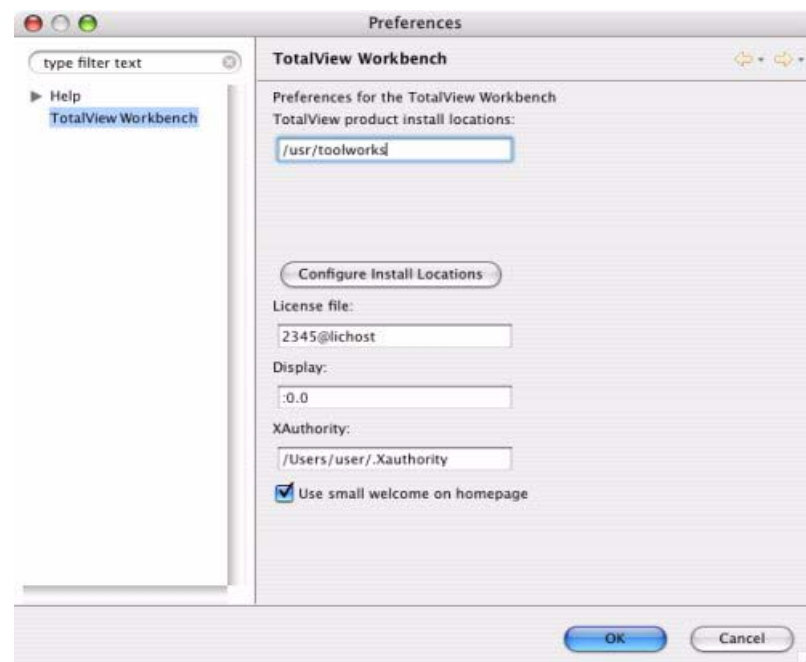 Preferences
type filter text
Help
TotalView Workbench
TotalView Workbench
Preferences for the TotalView Workbench
TotalView product install locations:
/usr/toolworks
Configure Install Locations
License file:
2345@lichost
Display:
:0.0
XAuthority:
/Users/user/.Xauthority
Use small welcome on homepage
OK
Cancel